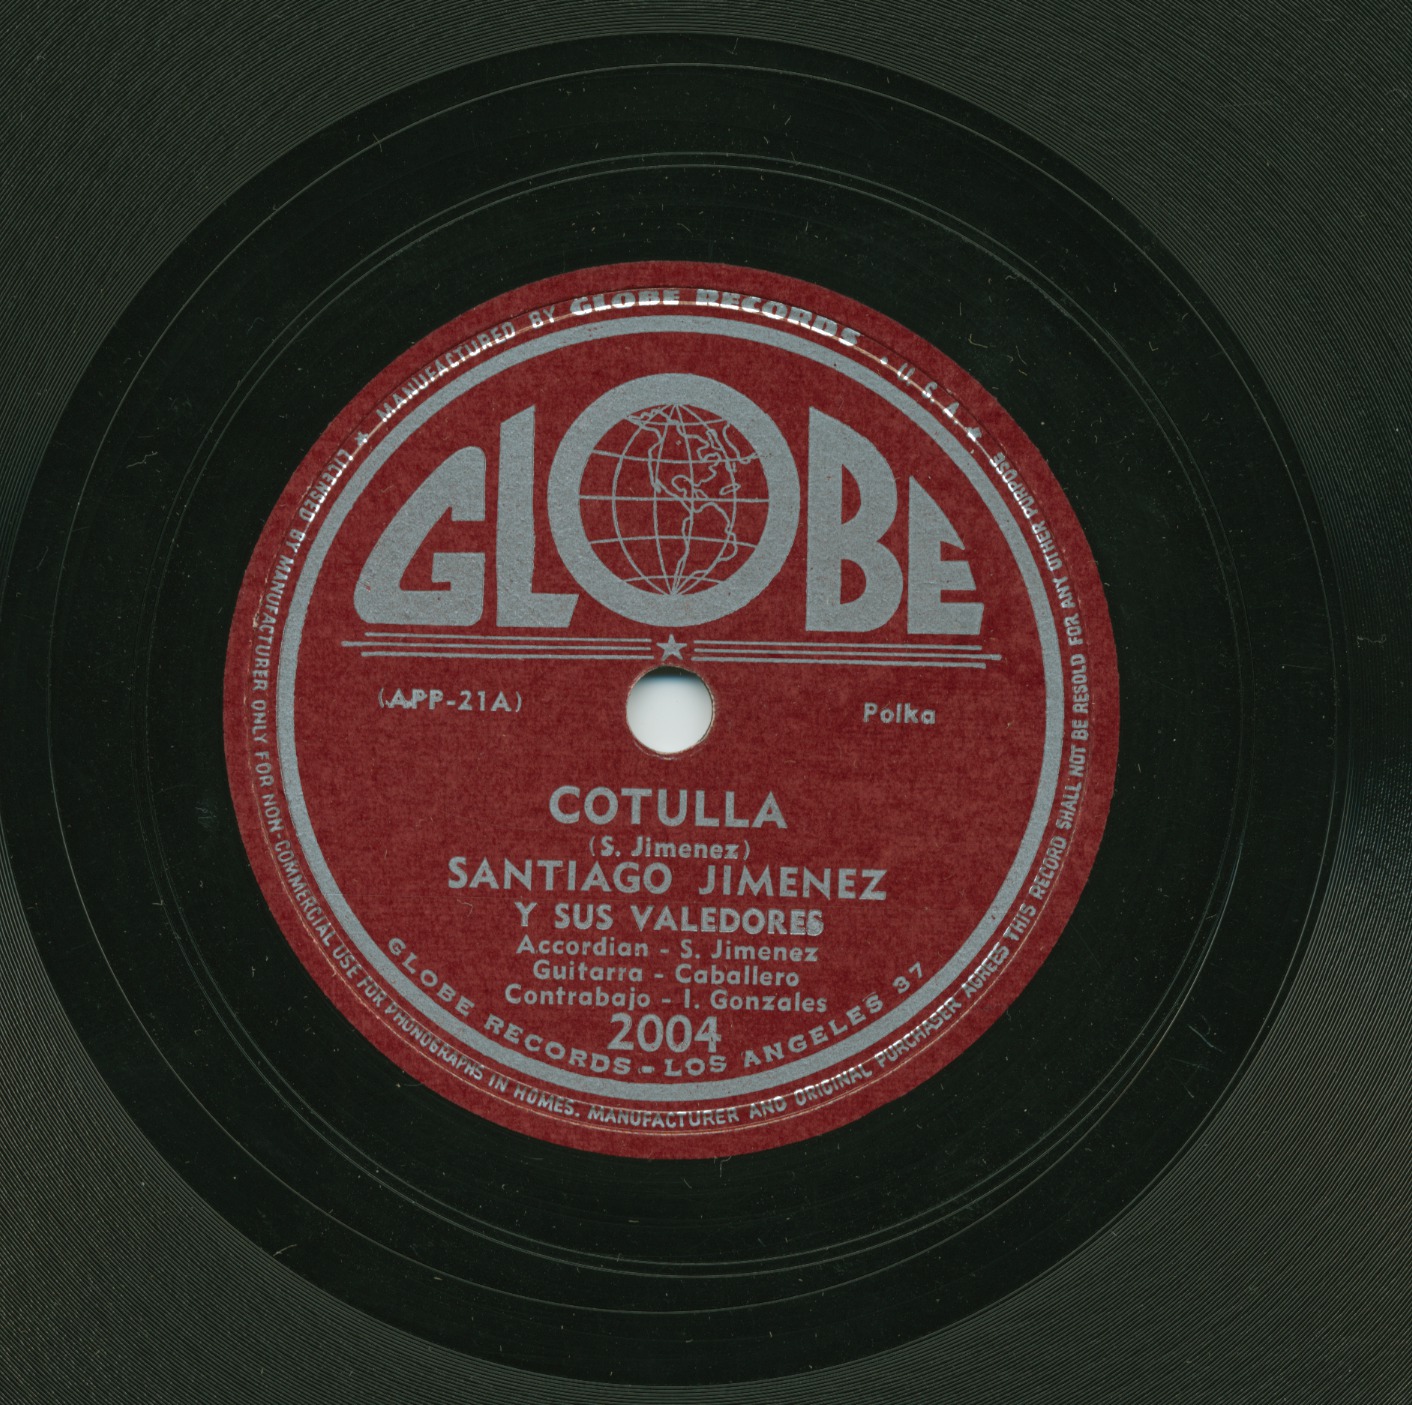 LICENSED BY MANUFACTURER ONLY FOR NON-COMMERCIAL USE FOR PHONOGRAPHS IN HOMES. MANUFACTURER AND ORIGINAL PURCHASER AGREES THIS RECORD SHALL NOT BE RESOLD FOR ANY OTHER PURPOSE
★ MANUFACTURED BY GLOBE RECORDS • U. S. A. ★
GLOBE
(APP-21A)
Polka
COTULLA
(S. Jimenez)
SANTIAGO JIMENEZ
Y SUS VALEDORES
Accordian - S. Jimenez
Guitarra - Caballero
Contrabajo - I. Gonzales
2004
GLOBE RECORDS - LOS ANGELES 37